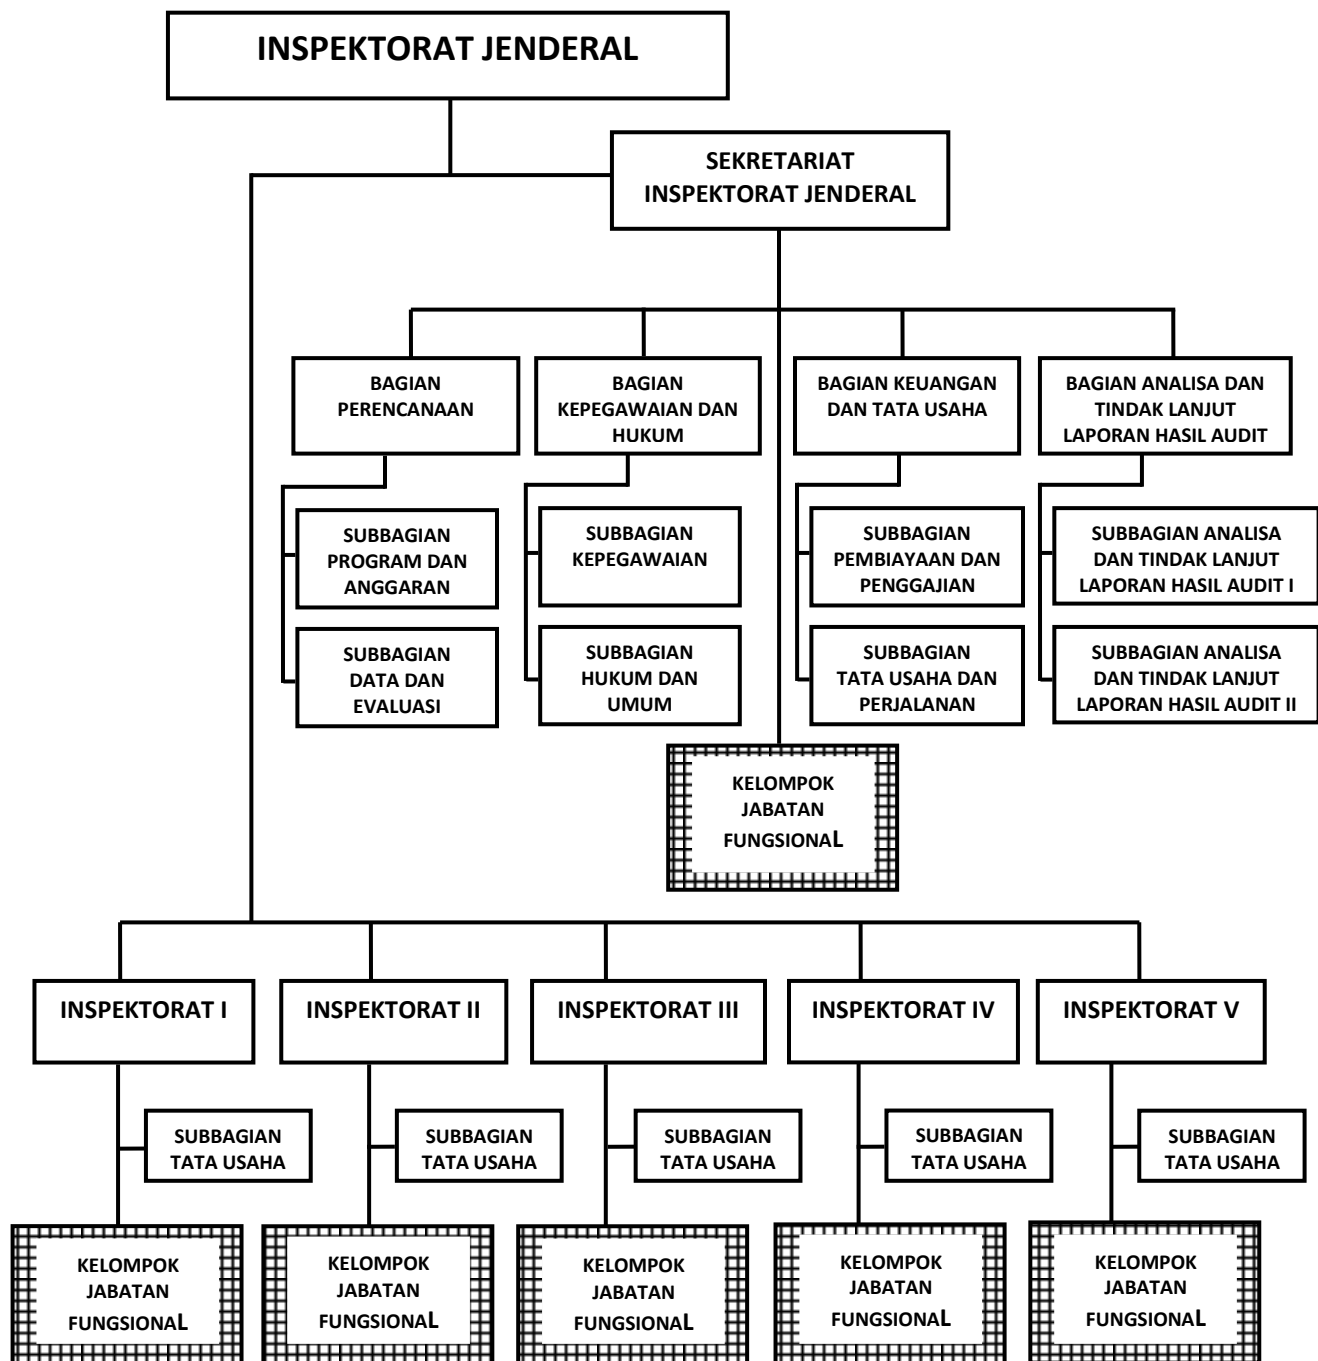 INSPEKTORAT JENDERAL
SEKRETARIAT
INSPEKTORAT JENDERAL
BAGIAN
PERENCANAAN
BAGIAN
KEPEGAWAIAN DAN
HUKUM
BAGIAN KEUANGAN
DAN TATA USAHA
BAGIAN ANALISA DAN
TINDAK LANJUT
LAPORAN HASIL AUDIT
SUBBAGIAN
PROGRAM DAN
ANGGARAN
SUBBAGIAN
KEPEGAWAIAN
SUBBAGIAN
PEMBIAYAAN DAN
PENGGAJIAN
SUBBAGIAN ANALISA
DAN TINDAK LANJUT
LAPORAN HASIL AUDIT I
SUBBAGIAN
DATA DAN
EVALUASI
SUBBAGIAN
HUKUM DAN
UMUM
SUBBAGIAN
TATA USAHA DAN
PERJALANAN
SUBBAGIAN ANALISA
DAN TINDAK LANJUT
LAPORAN HASIL AUDIT II
KELOMPOK
JABATAN
FUNGSIONAL
INSPEKTORAT I
INSPEKTORAT II
INSPEKTORAT III
INSPEKTORAT IV
INSPEKTORAT V
SUBBAGIAN
TATA USAHA
SUBBAGIAN
TATA USAHA
SUBBAGIAN
TATA USAHA
SUBBAGIAN
TATA USAHA
SUBBAGIAN
TATA USAHA
KELOMPOK
JABATAN
FUNGSIONAL
KELOMPOK
JABATAN
FUNGSIONAL
KELOMPOK
JABATAN
FUNGSIONAL
KELOMPOK
JABATAN
FUNGSIONAL
KELOMPOK
JABATAN
FUNGSIONAL